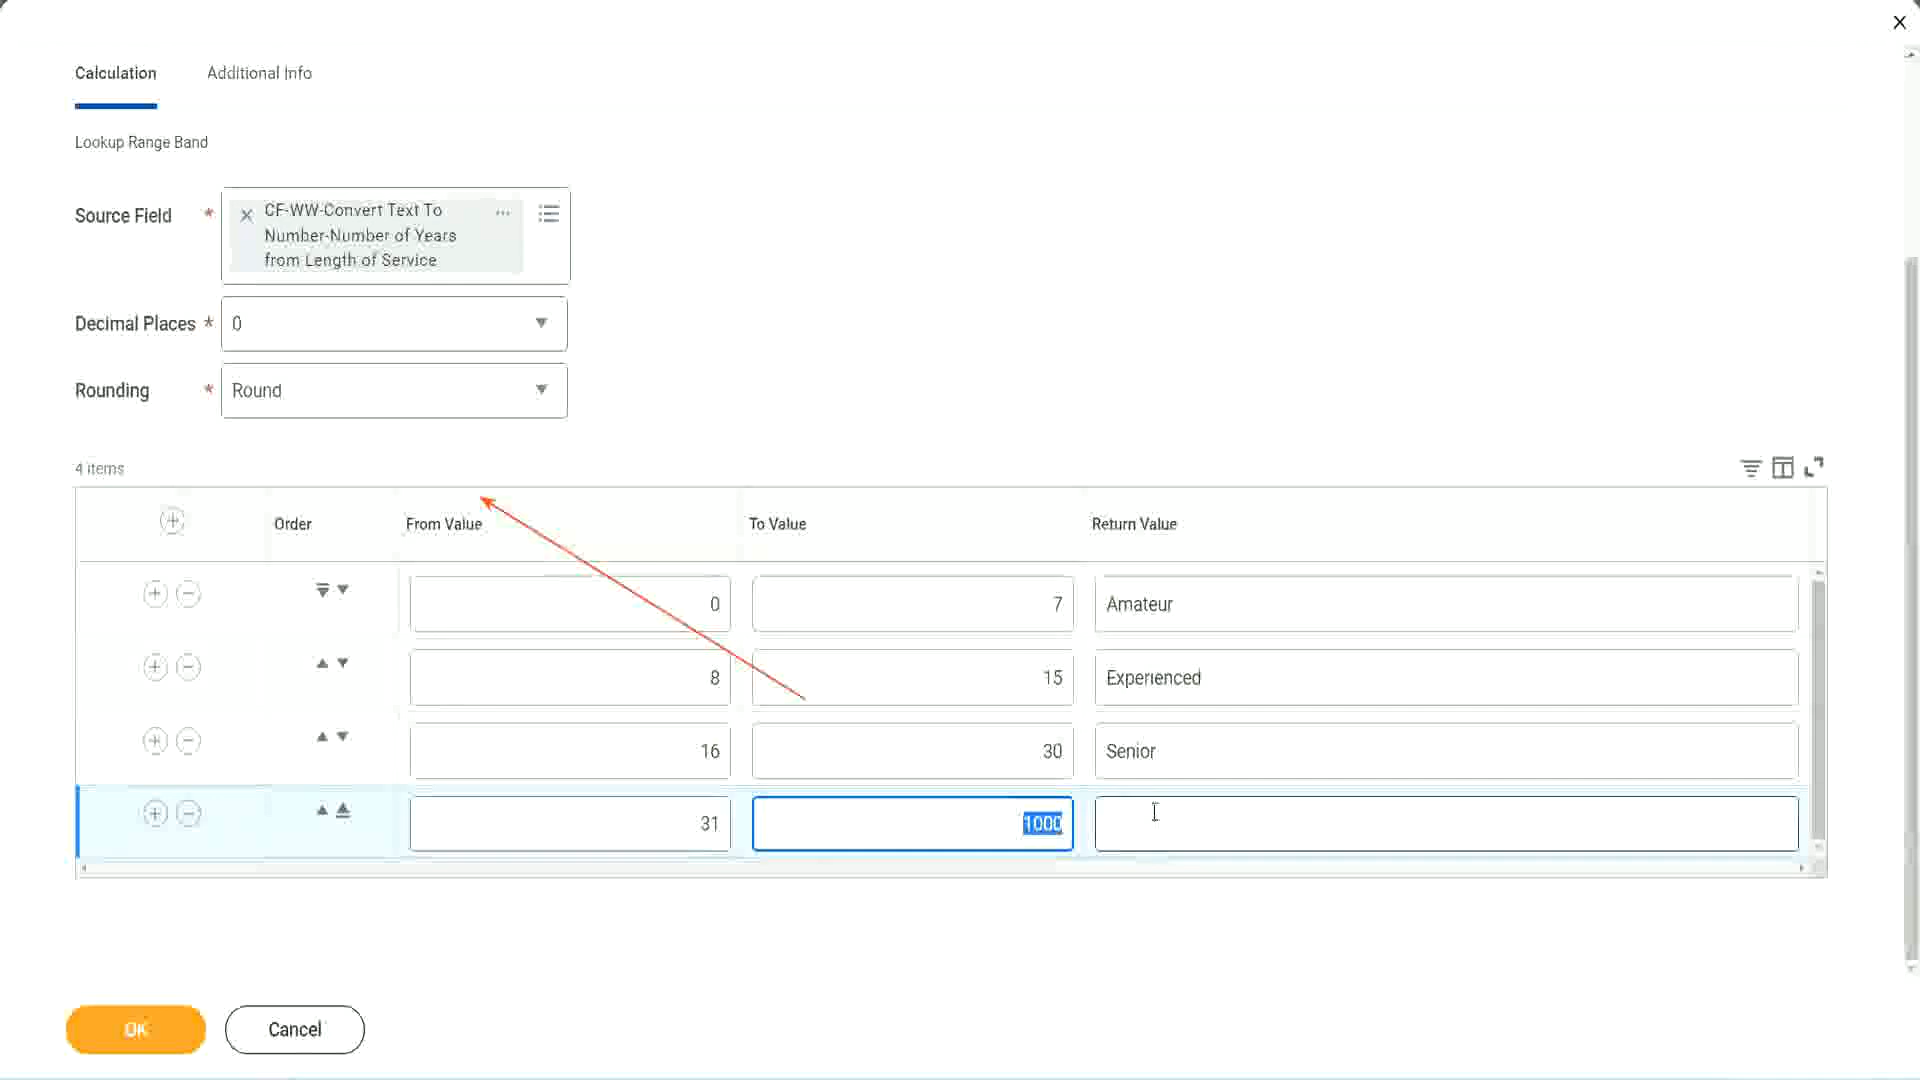 Calculation Additional Info
Lookup Range Band
Source Field * CF-WW-Convert Text To
Number-Number of Years
from Length of Service
Decimal Places * 0
Rounding * Round
4 items
Order From Value To Value Return Value
0 7 Amateur
8 15 Experienced
16 30 Senior
31 1000
OK Cancel